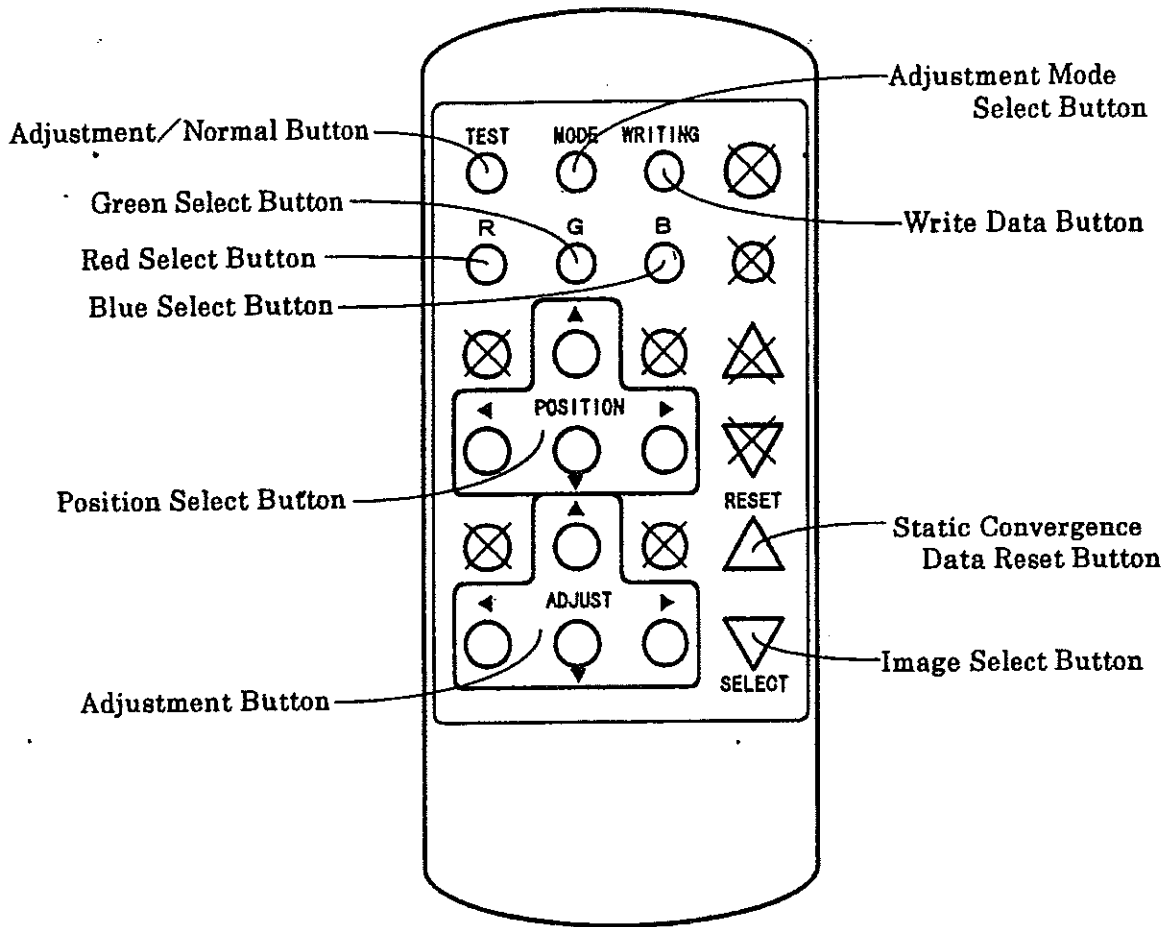 Adjustment Mode
Select Button
Adjustment/Normal Button
TEST MODE WRITING
Green Select Button
Write Data Button
R G B
Red Select Button
Blue Select Button
POSITION
Position Select Button
RESET
Static Convergence
Data Reset Button
ADJUST
Image Select Button
SELECT
Adjustment Button